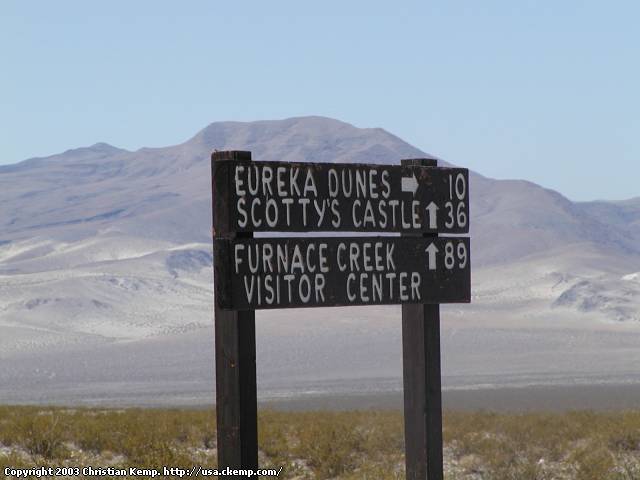 EUREKA DUNES → 10
SCOTTY'S CASTLE ↑ 36
FURNACE CREEK ↑ 89
VISITOR CENTER
Copyright 2003 Christian Kemp. http://usa.ckemp.com/